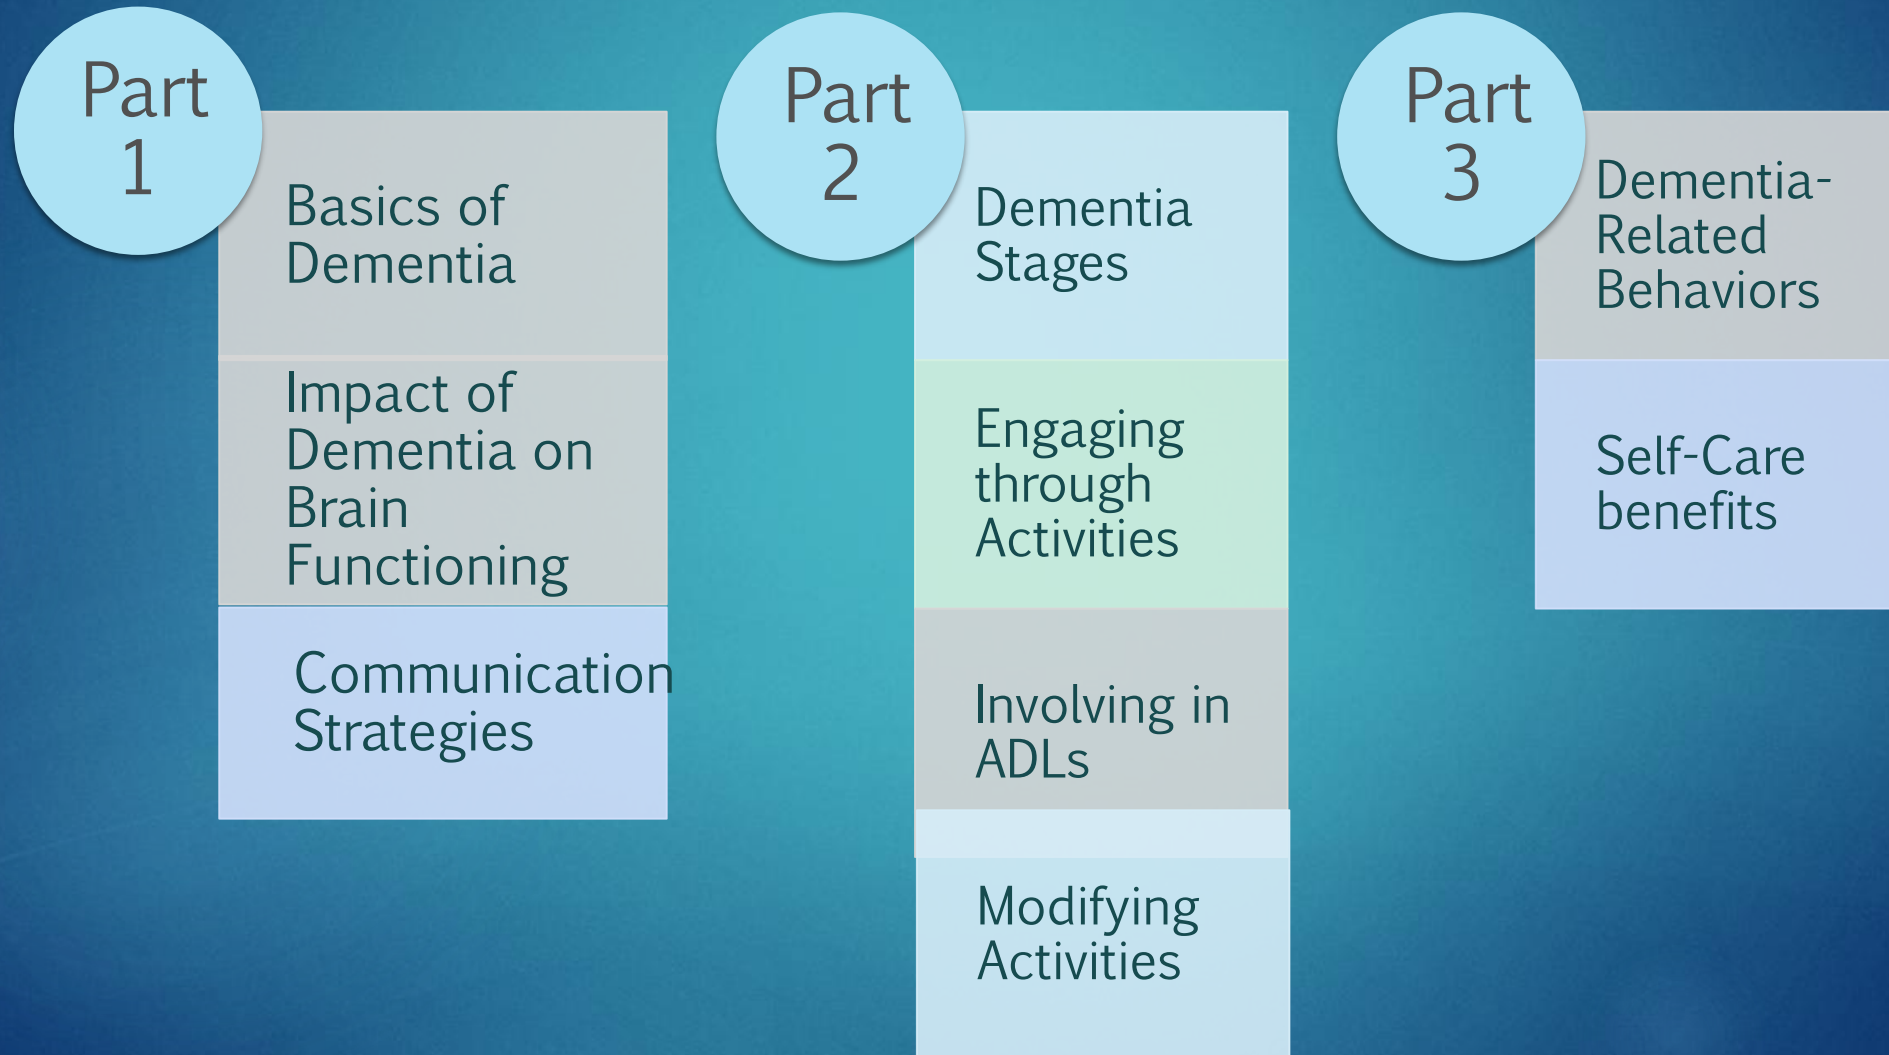 Part
1
Basics of
Dementia
Impact of
Dementia on
Brain
Functioning
Communication
Strategies
Part
2
Dementia
Stages
Engaging
through
Activities
Involving in
ADLs
Modifying
Activities
Part
3
Dementia-
Related
Behaviors
Self-Care
benefits